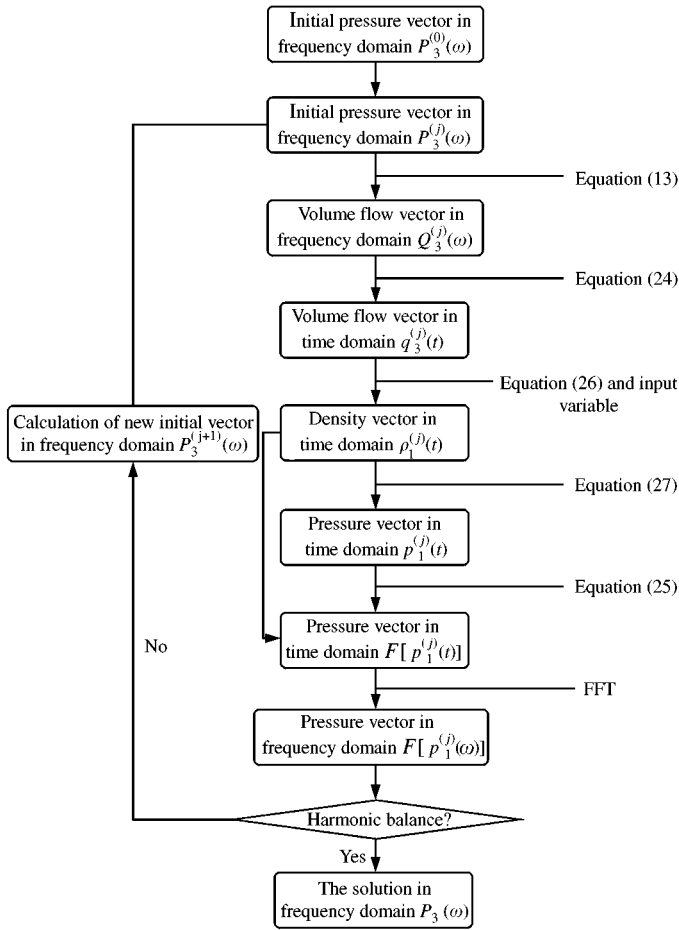 Initial pressure vector in
frequency domain P₃⁽⁰⁾(ω)
Initial pressure vector in
frequency domain P₃⁽ʲ⁾(ω)
Equation (13)
Volume flow vector in
frequency domain Q₃⁽ʲ⁾(ω)
Equation (24)
Volume flow vector in
time domain q₃⁽ʲ⁾(t)
Equation (26) and input
variable
Calculation of new initial vector
in frequency domain P₃⁽ʲ⁺¹⁾(ω)
Density vector in
time domain ρ₁⁽ʲ⁾(t)
Equation (27)
Pressure vector in
time domain p₁⁽ʲ⁾(t)
Equation (25)
Pressure vector in
time domain F[p₁⁽ʲ⁾(t)]
No
FFT
Pressure vector in
frequency domain F[p₁⁽ʲ⁾(ω)]
Harmonic balance?
Yes
The solution in
frequency domain P₃(ω)